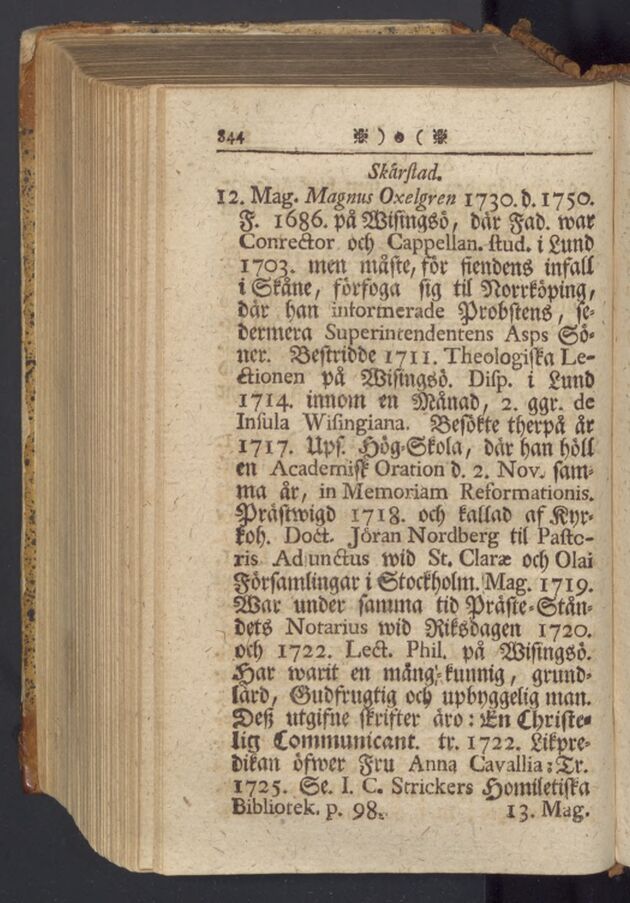 844 ❉ ) ● ( ❉
Skärstad.
12. Mag. Magnus Oxelgren 1730. d. 1750.
F. 1686. på Wisingsö, där Fad. war
Conrector och Cappellan. stud. i Lund
1703. men måste, för fiendens infall
i Skåne, förfoga sig til Norrköping,
där han informerade Probstens, se-
dermera Superintendentens Asps Sö-
ner. Bestridde 1711. Theologiska Le-
ctionen på Wisingsö. Disp. i Lund
1714. innom en Månad, 2. ggr. de
Insula Wisingiana. Besökte therpå år
1717. Ups. Hög-Skola, där han höll
en Academisk Oration d. 2. Nov. sam-
ma år, in Memoriam Reformationis.
Prästwigd 1718. och kallad af Kyr-
koh. Doct. Jöran Nordberg til Pasto-
ris Adjunctus wid St. Claræ och Olai
Församlingar i Stockholm. Mag. 1719.
War under samma tid Präste-Stån-
dets Notarius wid Riksdagen 1720.
och 1722. Lect. Phil. på Wisingsö.
Har warit en mång-kunnig, grund-
lärd, Gudfrugtig och upbyggelig man.
Deß utgifne skrifter äro: En Christe-
lig Communicant. tr. 1722. Likpre-
dikan öfwer Fru Anna Cavallia: Tr.
1725. Se. I. C. Strickers Homiletiska
Bibliotek. p. 98. 13. Mag.